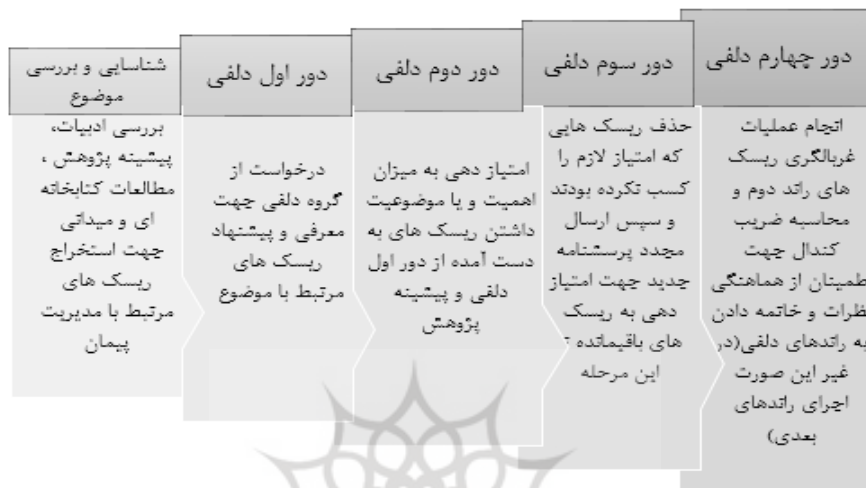 شناسایی و بررسی
موضوع
بررسی ادبیات،
پیشینه پژوهش ،
مطالعات کتابخانه
ای و میدانی
جهت استخراج
ریسک های
مرتبط با مدیریت
پیمان
دور اول دلفی
درخواست از
گروه دلفی جهت
معرفی و پیشنهاد
ریسک های
مرتبط با موضوع
دور دوم دلفی
امتیاز دهی به میزان
اهمیت و یا موضوعیت
داشتن ریسک های به
دست آمده از دور اول
دلفی و پیشینه
پژوهش
دور سوم دلفی
حذف ریسک هایی
که امتیاز لازم را
کسب نکرده بودند
و سپس ارسال
مجدد پرسشنامه
جدید جهت امتیاز
دهی به ریسک
های باقیمانده
این مرحله
دور چهارم دلفی
انجام عملیات
غربالگری ریسک
های راند دوم و
محاسبه ضریب
کندال جهت
طمینان از هماهنگی
ظرات و خاتمه دادن
به راندهای دلفی(در
غیر این صورت
اجرای راندهای
بعدی)